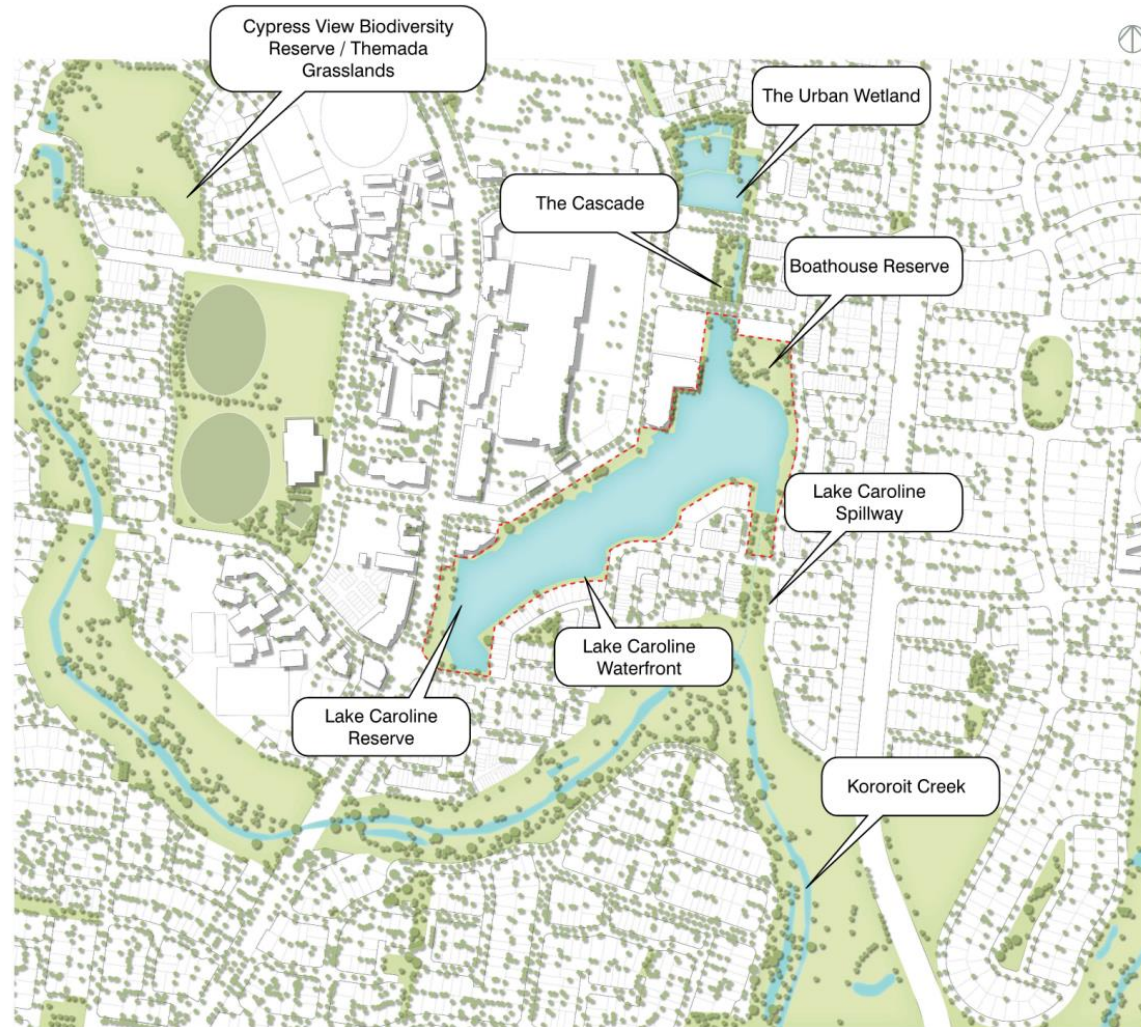 Cypress View Biodiversity
Reserve / Themada
Grasslands
The Urban Wetland
The Cascade
Boathouse Reserve
Lake Caroline
Spillway
Lake Caroline
Waterfront
Lake Caroline
Reserve
Kororoit Creek